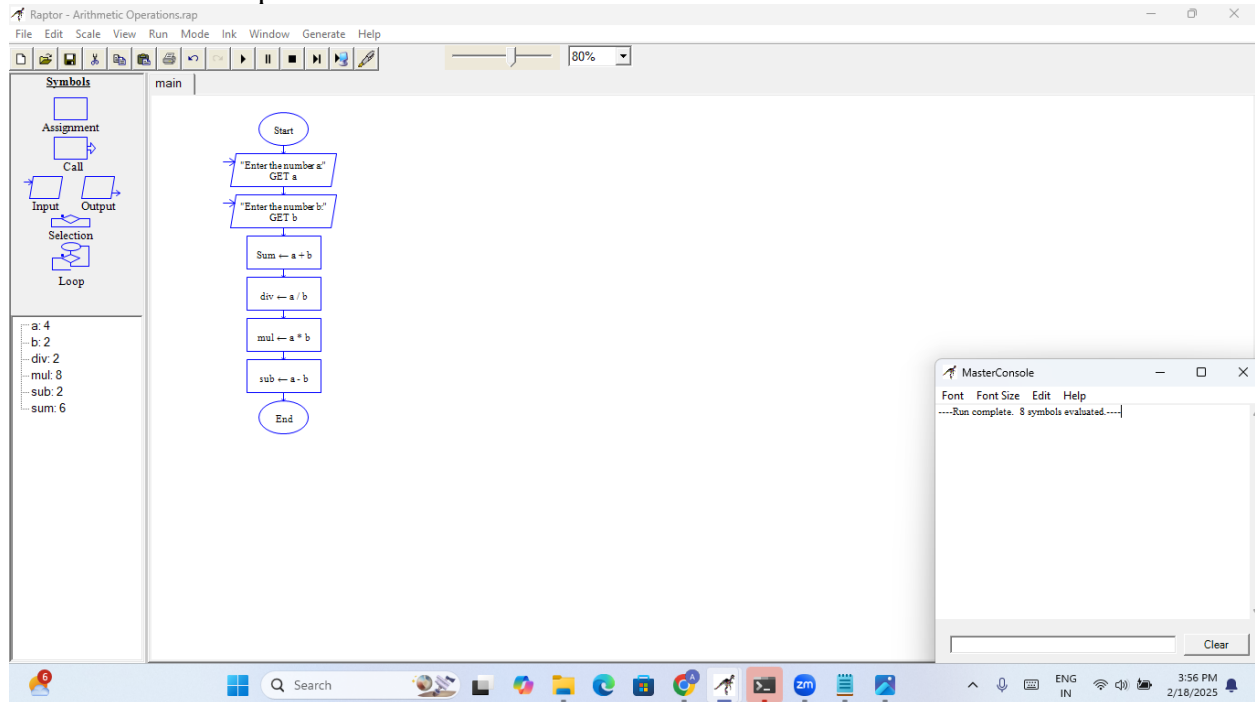 Raptor - Arithmetic Operations.rap
File Edit Scale View Run Mode Ink Window Generate Help
80%
Symbols
main
Assignment
Call
Input Output
Selection
Loop
Start
"Enter the number a:"
GET a
"Enter the number b:"
GET b
Sum ← a + b
div ← a / b
mul ← a * b
sub ← a - b
End
a: 4
b: 2
div: 2
mul: 8
sub: 2
sum: 6
MasterConsole
Font Font Size Edit Help
----Run complete. 8 symbols evaluated.----
Clear
6
Search
zm
ENG
IN
3:56 PM
2/18/2025